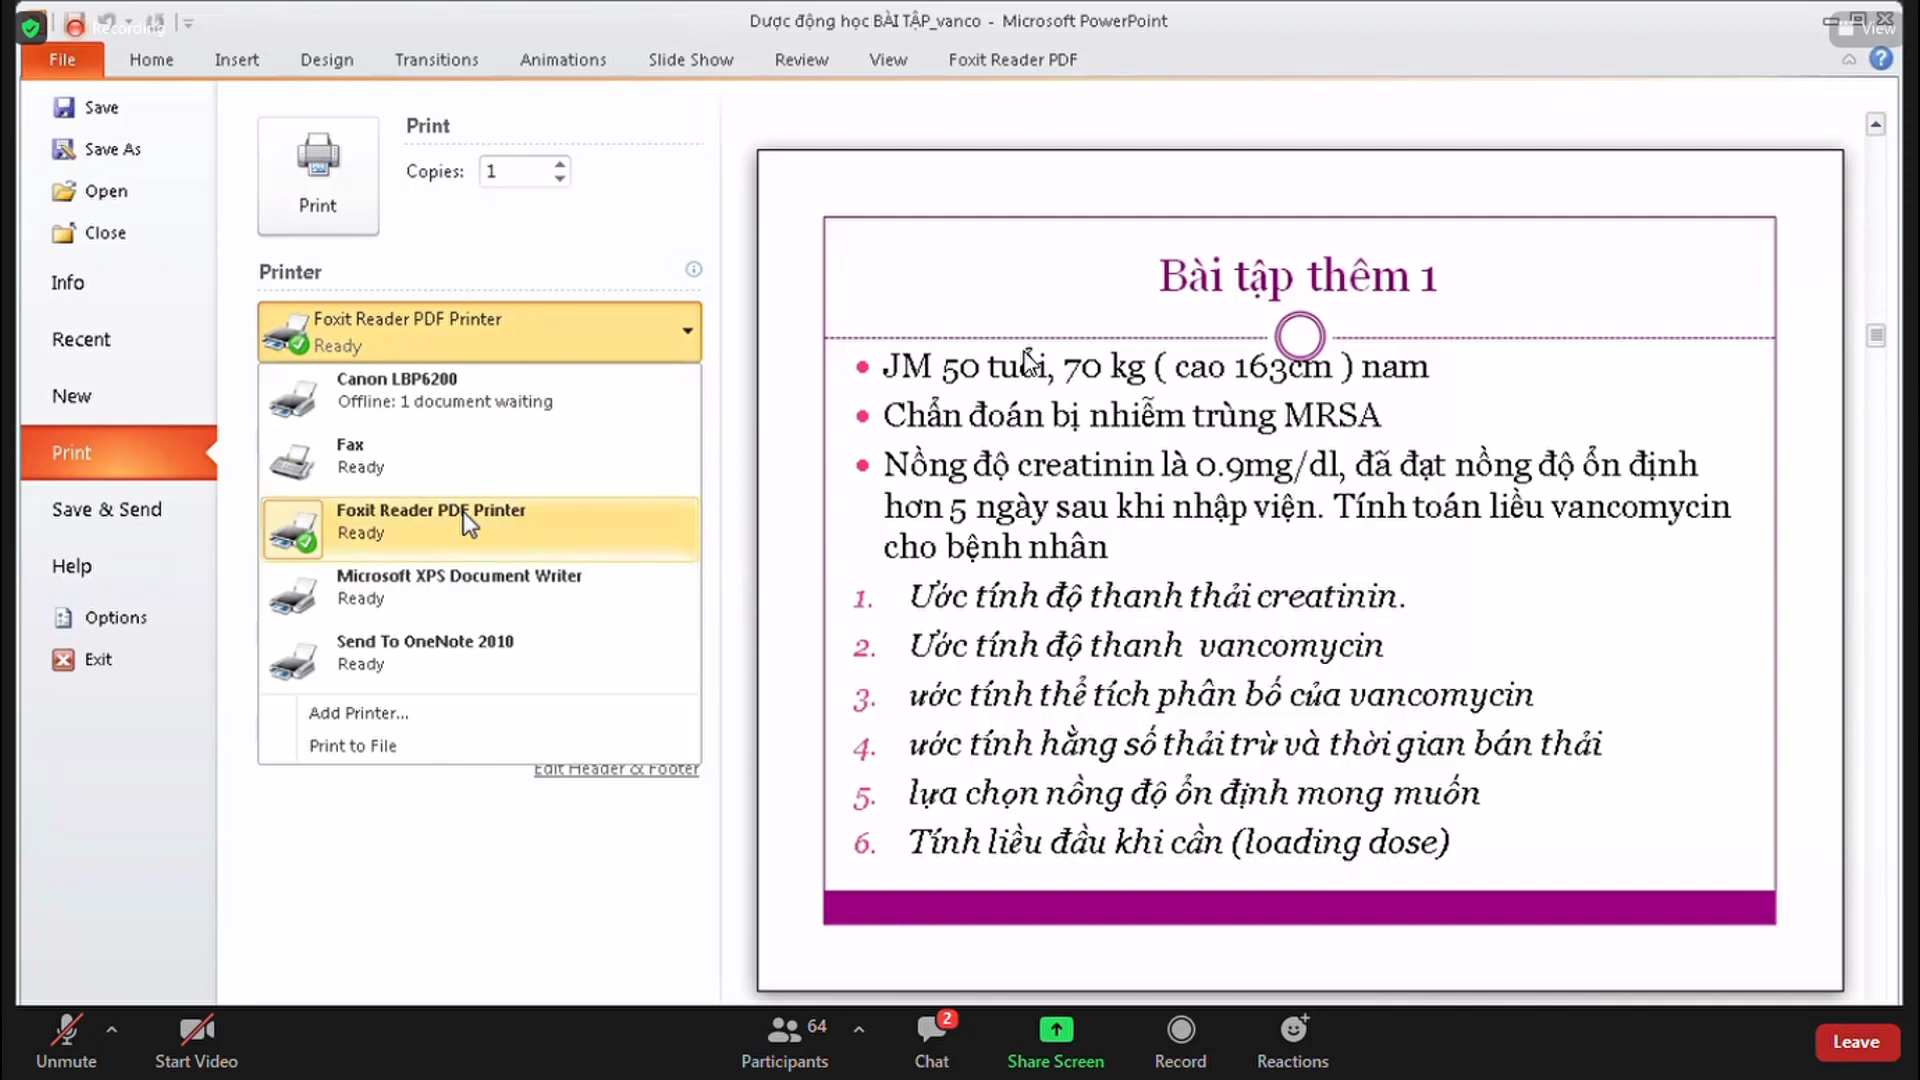 Recording
Dược động học BÀI TẬP_vanco - Microsoft PowerPoint
View
File Home Insert Design Transitions Animations Slide Show Review View Foxit Reader PDF
Save
Save As
Open
Close
Info
Recent
New
Print
Save & Send
Help
Options
Exit
Print
Print
Copies: 1
Printer
Foxit Reader PDF Printer
Ready
Canon LBP6200
Offline: 1 document waiting
Fax
Ready
Foxit Reader PDF Printer
Ready
Microsoft XPS Document Writer
Ready
Send To OneNote 2010
Ready
Add Printer...
Print to File
Edit Header & Footer
Bài tập thêm 1
• JM 50 tuổi, 70 kg ( cao 163cm ) nam
• Chẩn đoán bị nhiễm trùng MRSA
• Nồng độ creatinin là 0.9mg/dl, đã đạt nồng độ ổn định
hơn 5 ngày sau khi nhập viện. Tính toán liều vancomycin
cho bệnh nhân
1. Ước tính độ thanh thải creatinin.
2. Ước tính độ thanh vancomycin
3. ước tính thể tích phân bố của vancomycin
4. ước tính hằng số thải trừ và thời gian bán thải
5. lựa chọn nồng độ ổn định mong muốn
6. Tính liều đầu khi cần (loading dose)
Unmute
Start Video
64
Participants
2
Chat
Share Screen
Record
Reactions
Leave